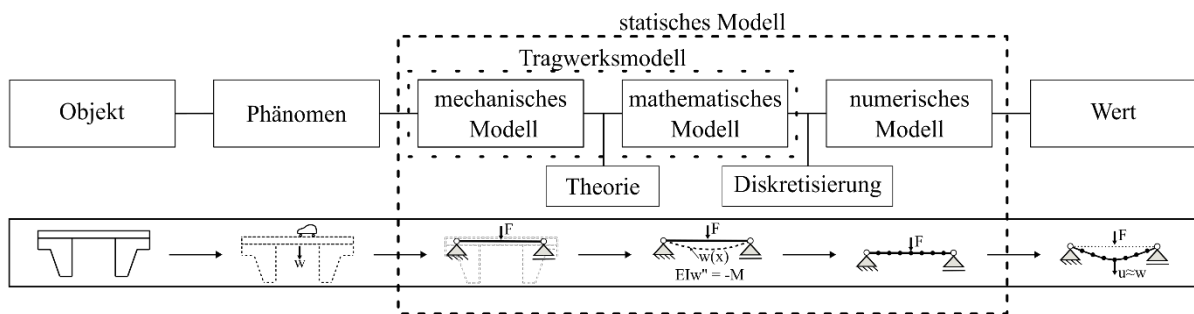 statisches Modell
Tragwerksmodell
Objekt
Phänomen
mechanisches
Modell
mathematisches
Modell
numerisches
Modell
Wert
Theorie
Diskretisierung
w
F
F
w(x)
EIw" = -M
F
F
u≈w